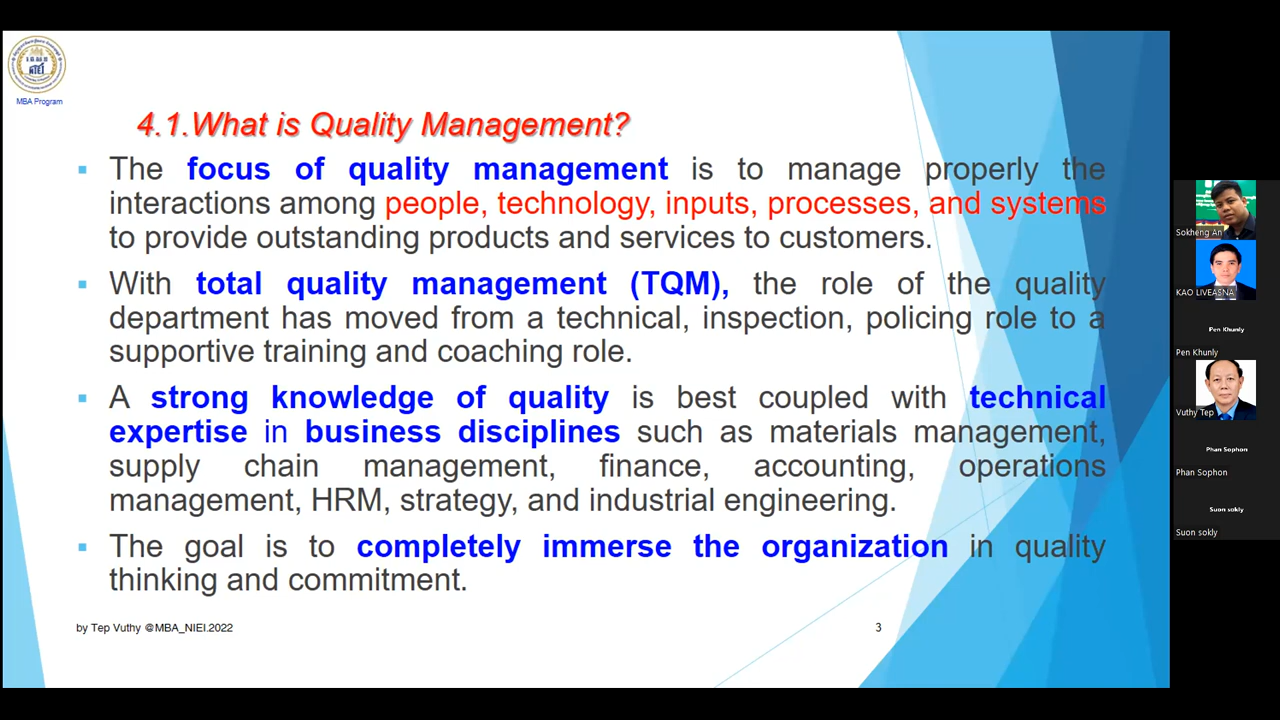 NIEI
MBA Program
4.1.What is Quality Management?
▪ The focus of quality management is to manage properly the
interactions among people, technology, inputs, processes, and systems
to provide outstanding products and services to customers.
▪ With total quality management (TQM), the role of the quality
department has moved from a technical, inspection, policing role to a
supportive training and coaching role.
▪ A strong knowledge of quality is best coupled with technical
expertise in business disciplines such as materials management,
supply chain management, finance, accounting, operations
management, HRM, strategy, and industrial engineering.
▪ The goal is to completely immerse the organization in quality
thinking and commitment.
by Tep Vuthy @MBA_NIEI.2022
3
Sokheng An
KAO LIVEASNA
Pen Khunly
Pen Khunly
Vuthy Tep
Phan Sophon
Phan Sophon
Suon sokly
Suon sokly